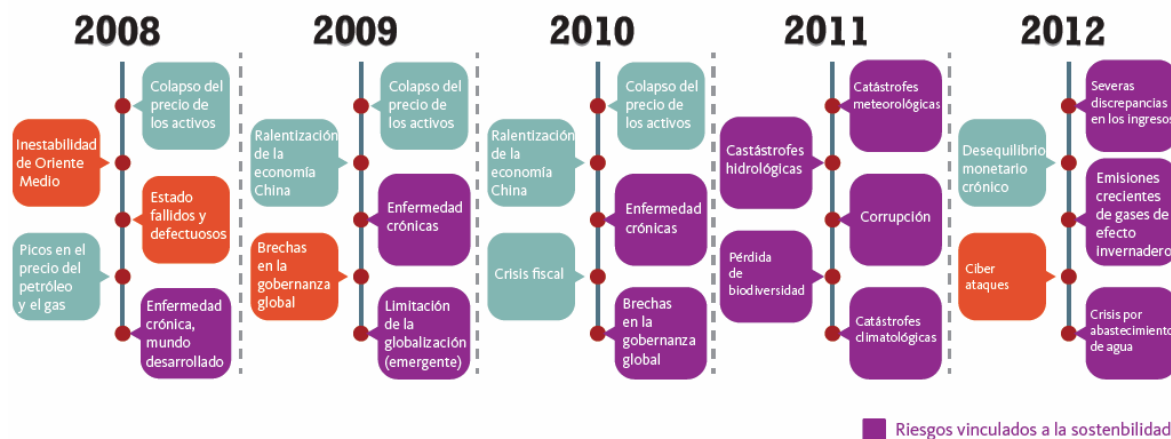 2008
Colapso del
precio de
los activos
Inestabilidad
de Oriente
Medio
Estado
fallidos y
defectuosos
Picos en el
precio del
petróleo
y el gas
Enfermedad
crónica,
mundo
desarrollado
2009
Colapso del
precio de
los activos
Ralentización
de la
economía
China
Enfermedad
crónicas
Brechas
en la
gobernanza
global
Limitación
de la
globalización
(emergente)
2010
Colapso del
precio de
los activos
Ralentización
de la
economía
China
Enfermedad
crónicas
Crisis fiscal
Brechas
en la
gobernanza
global
2011
Catástrofes
meteorológicas
Castástrofes
hidrológicas
Corrupción
Pérdida
de
biodiversidad
Catástrofes
climatológicas
2012
Severas
discrepancias
en los ingresos
Desequilibrio
monetario
crónico
Emisiones
crecientes
de gases de
efecto
invernadero
Ciber
ataques
Crisis por
abastecimiento
de agua
Riesgos vinculados a la sostenbilidad